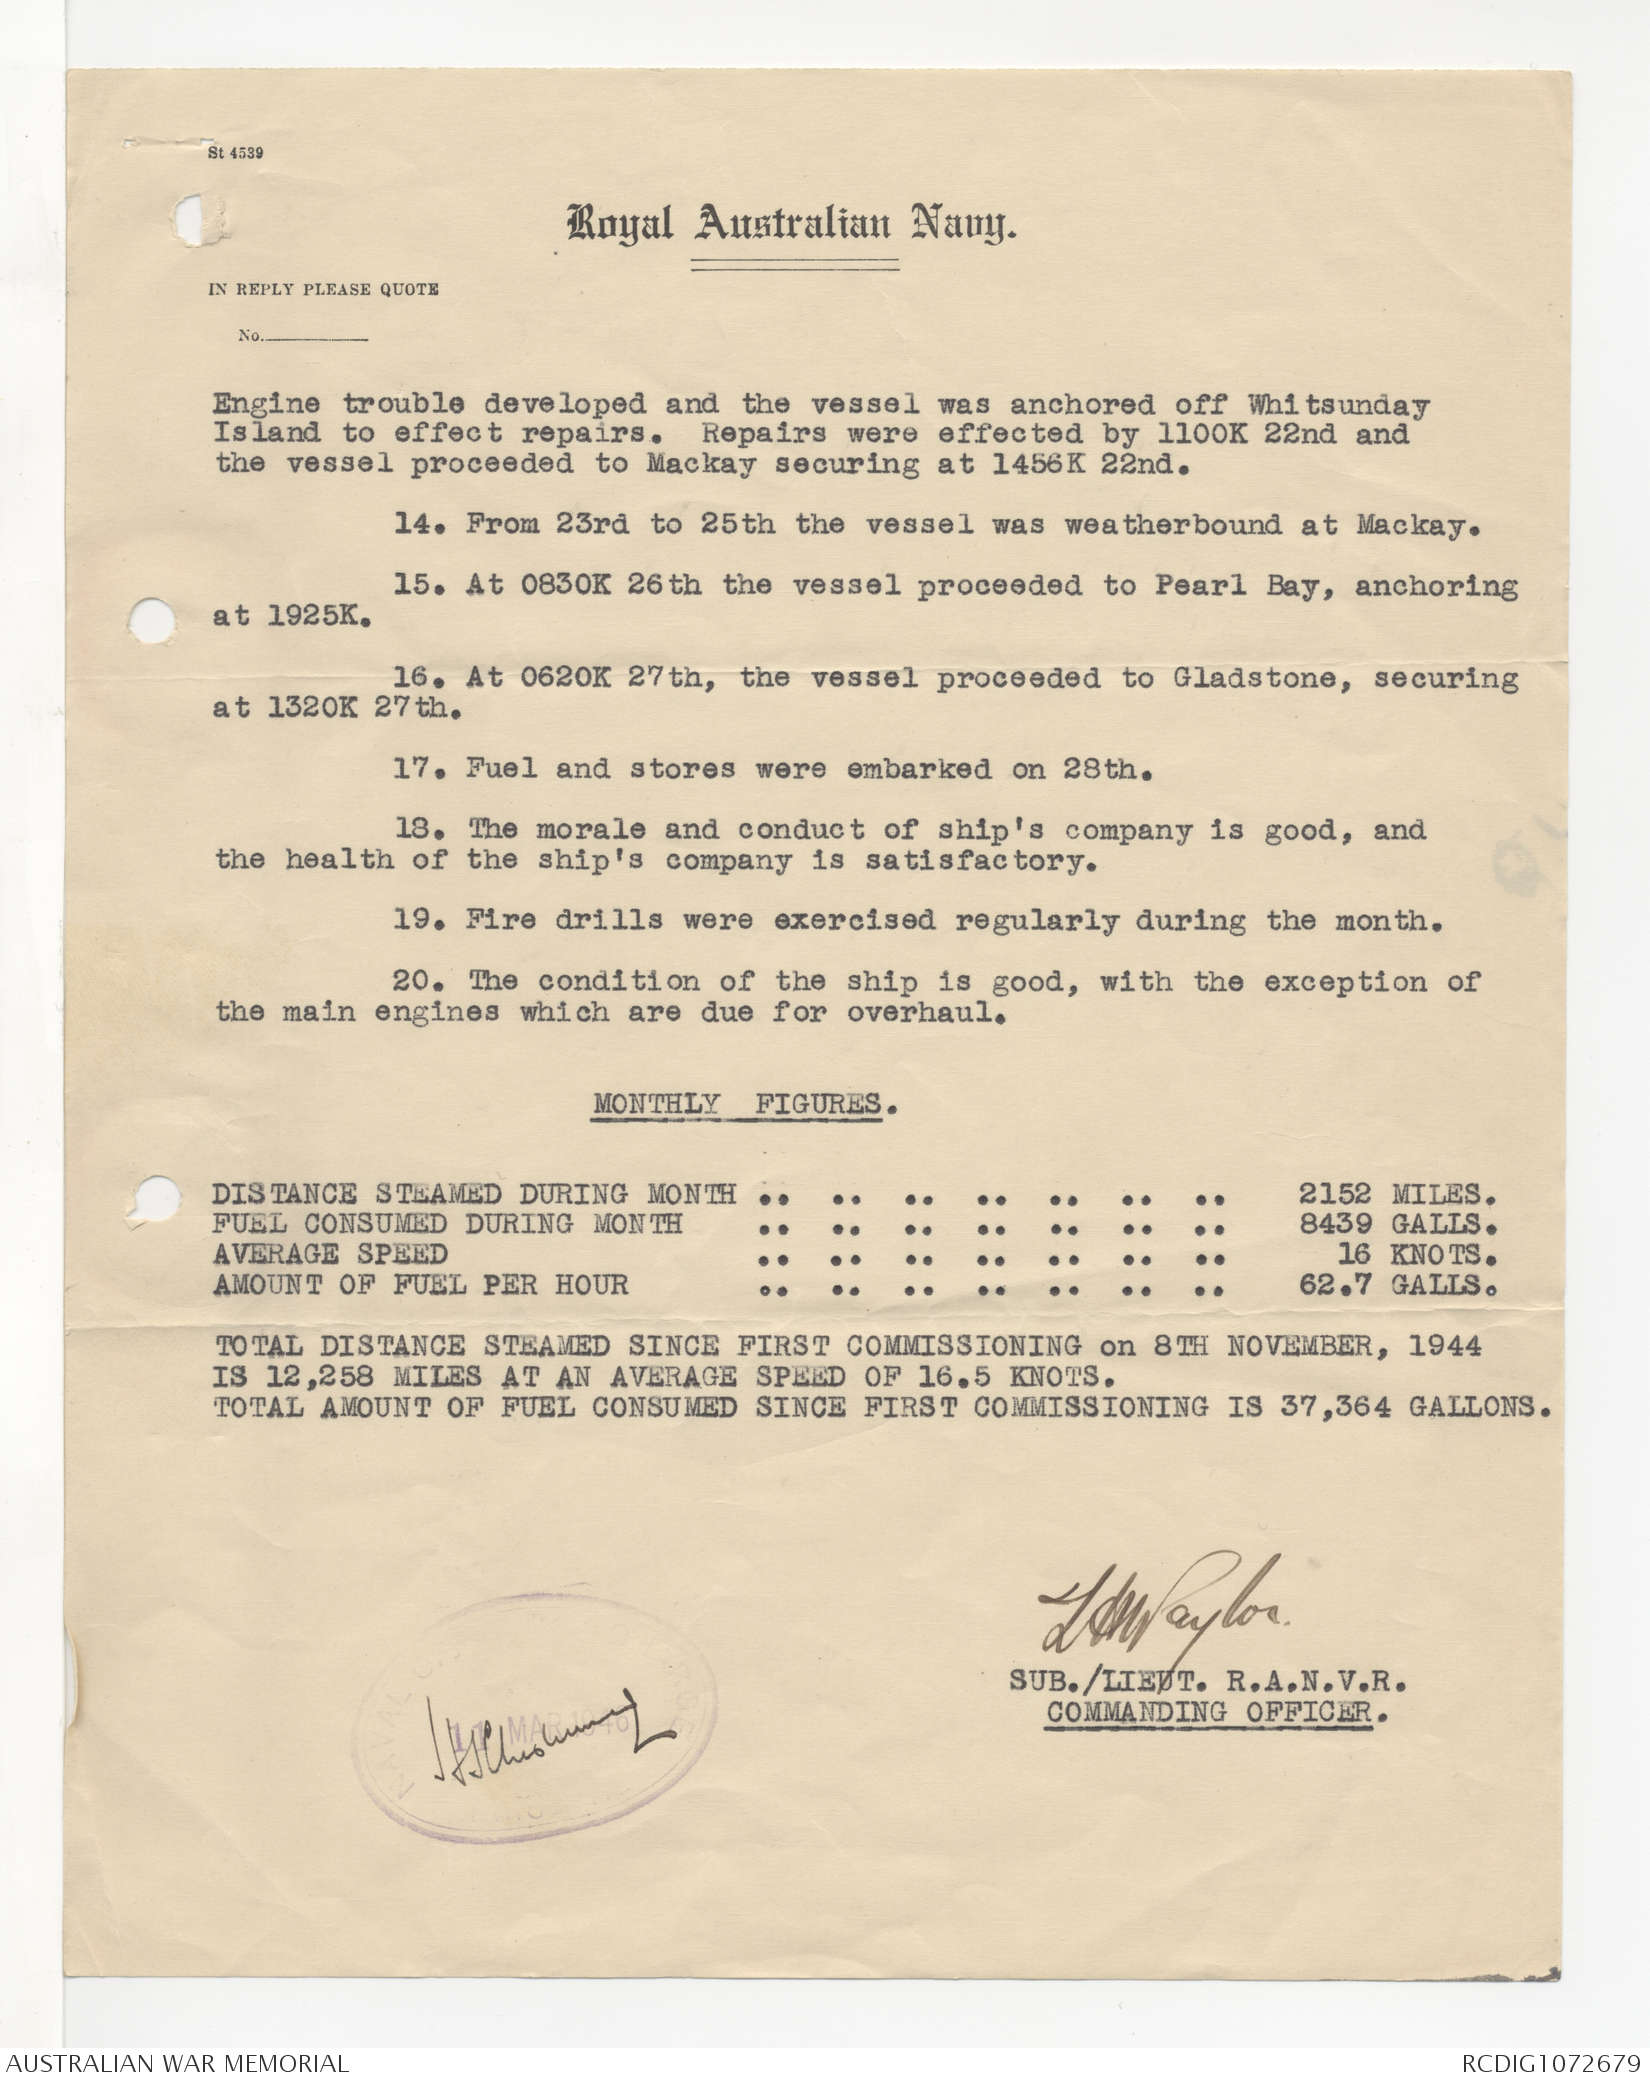 St 4539
Royal Australian Navy.
IN REPLY PLEASE QUOTE
No.
Engine trouble developed and the vessel was anchored off Whitsunday
Island to effect repairs.  Repairs were effected by 1100K 22nd and
the vessel proceeded to Mackay securing at 1456K 22nd.
14. From 23rd to 25th the vessel was weatherbound at Mackay.
15. At 0830K 26th the vessel proceeded to Pearl Bay, anchoring
at 1925K.
16. At 0620K 27th, the vessel proceeded to Gladstone, securing
at 1320K 27th.
17. Fuel and stores were embarked on 28th.
18. The morale and conduct of ship's company is good, and
the health of the ship's company is satisfactory.
19. Fire drills were exercised regularly during the month.
20. The condition of the ship is good, with the exception of
the main engines which are due for overhaul.
MONTHLY FIGURES.
DISTANCE STEAMED DURING MONTH .. .. .. .. .. .. .. 2152 MILES.
FUEL CONSUMED DURING MONTH .. .. .. .. .. .. .. 8439 GALLS.
AVERAGE SPEED .. .. .. .. .. .. .. 16 KNOTS.
AMOUNT OF FUEL PER HOUR .. .. .. .. .. .. .. 62.7 GALLS.
TOTAL DISTANCE STEAMED SINCE FIRST COMMISSIONING on 8TH NOVEMBER, 1944
IS 12,258 MILES AT AN AVERAGE SPEED OF 16.5 KNOTS.
TOTAL AMOUNT OF FUEL CONSUMED SINCE FIRST COMMISSIONING IS 37,364 GALLONS.
Taylor.
SUB./LIEUT. R.A.N.V.R.
COMMANDING OFFICER.
MAR
AUSTRALIAN WAR MEMORIAL
RCDIG1072679